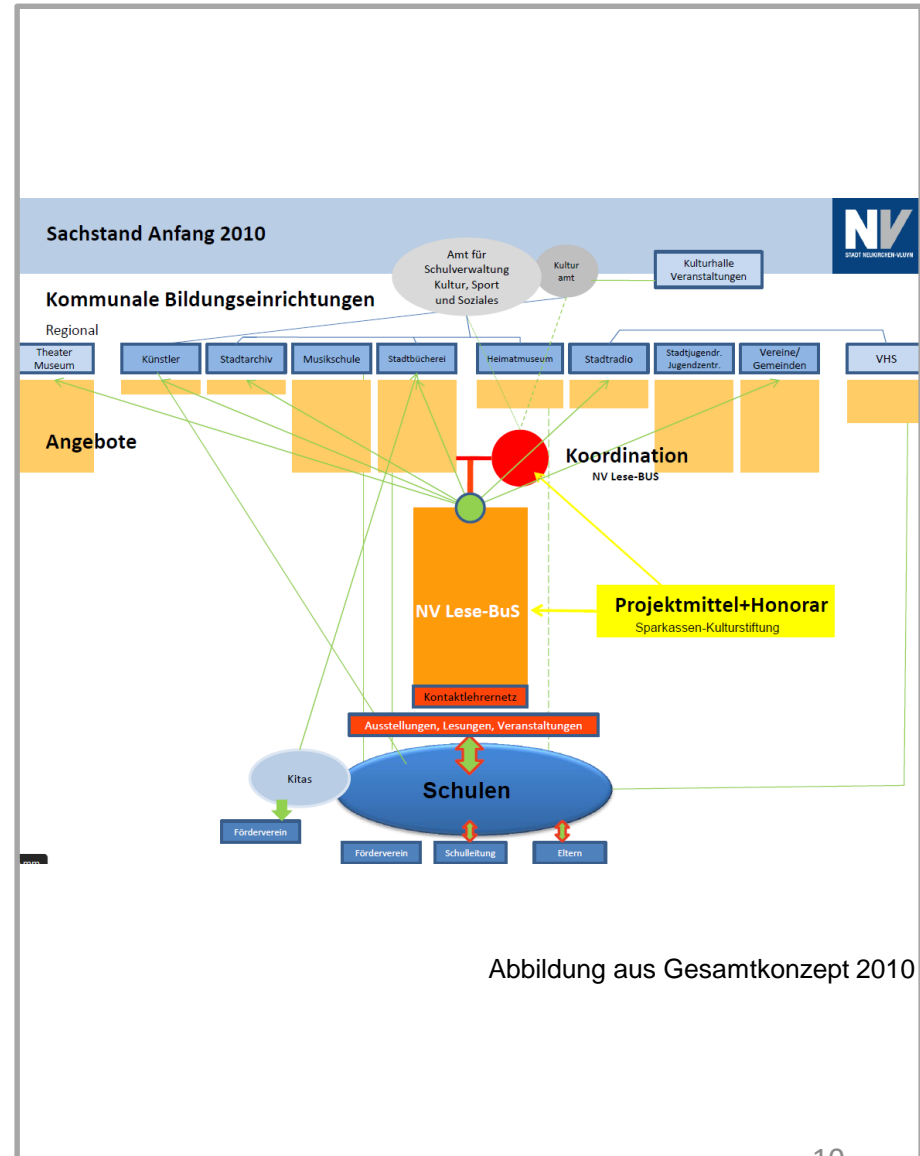 Sachstand Anfang 2010
NV
STADT NEUKIRCHEN-VLUYN
Amt für
Schulverwaltung
Kultur, Sport
und Soziales
Kultur
amt
Kulturhalle
Veranstaltungen
Kommunale Bildungseinrichtungen
Regional
Theater
Museum
Künstler
Stadtarchiv
Musikschule
Stadtbücherei
Heimatmuseum
Stadtradio
Stadtjugendr.
Jugendzentr.
Vereine/
Gemeinden
VHS
Angebote
Koordination
NV Lese-BUS
NV Lese-BuS
Projektmittel+Honorar
Sparkassen-Kulturstiftung
Kontaktlehrernetz
Ausstellungen, Lesungen, Veranstaltungen
Kitas
Schulen
Förderverein
Förderverein
Schulleitung
Eltern
Abbildung aus Gesamtkonzept 2010